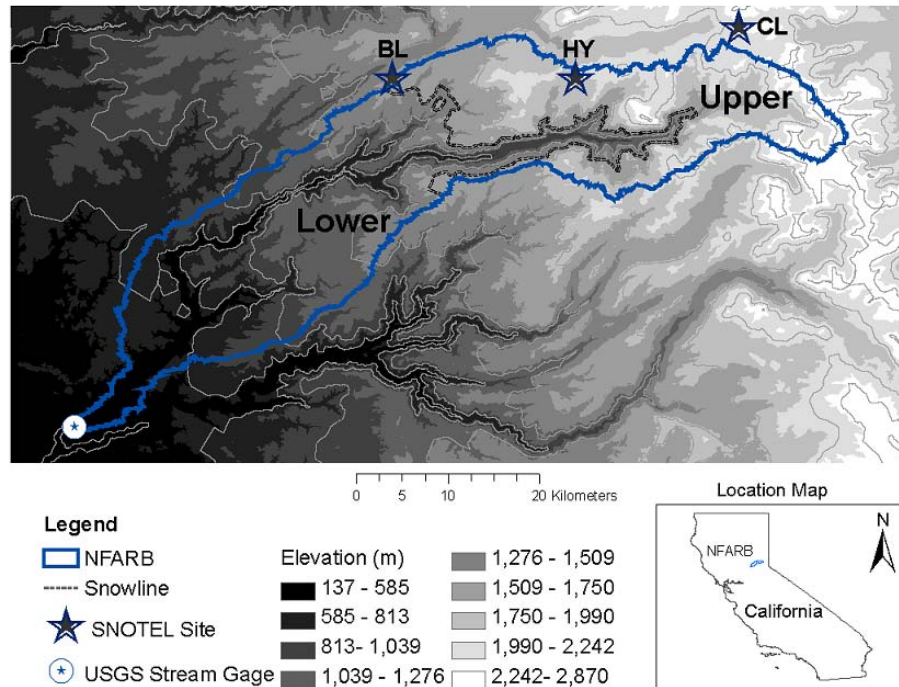 BL
HY
CL
Upper
Lower
0 5 10 20 Kilometers
Legend
NFARB
Snowline
SNOTEL Site
USGS Stream Gage
Elevation (m)
137 - 585
585 - 813
813- 1,039
1,039 - 1,276
1,276 - 1,509
1,509 - 1,750
1,750 - 1,990
1,990 - 2,242
2,242- 2,870
Location Map
N
NFARB
California